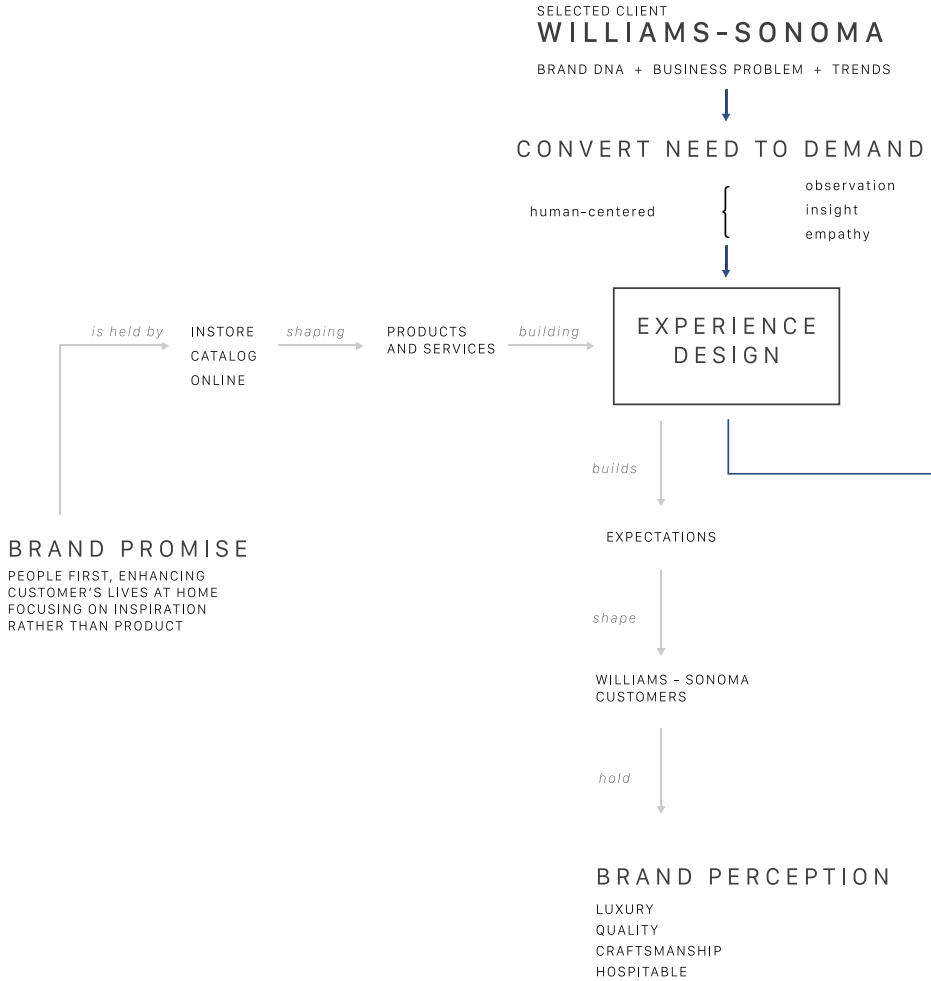 SELECTED CLIENT
WILLIAMS-SONOMA
BRAND DNA + BUSINESS PROBLEM + TRENDS
CONVERT NEED TO DEMAND
human-centered
observation
insight
empathy
is held by
INSTORE
CATALOG
ONLINE
shaping
PRODUCTS
AND SERVICES
building
EXPERIENCE
DESIGN
builds
EXPECTATIONS
shape
WILLIAMS - SONOMA
CUSTOMERS
hold
BRAND PROMISE
PEOPLE FIRST, ENHANCING
CUSTOMER'S LIVES AT HOME
FOCUSING ON INSPIRATION
RATHER THAN PRODUCT
BRAND PERCEPTION
LUXURY
QUALITY
CRAFTSMANSHIP
HOSPITABLE